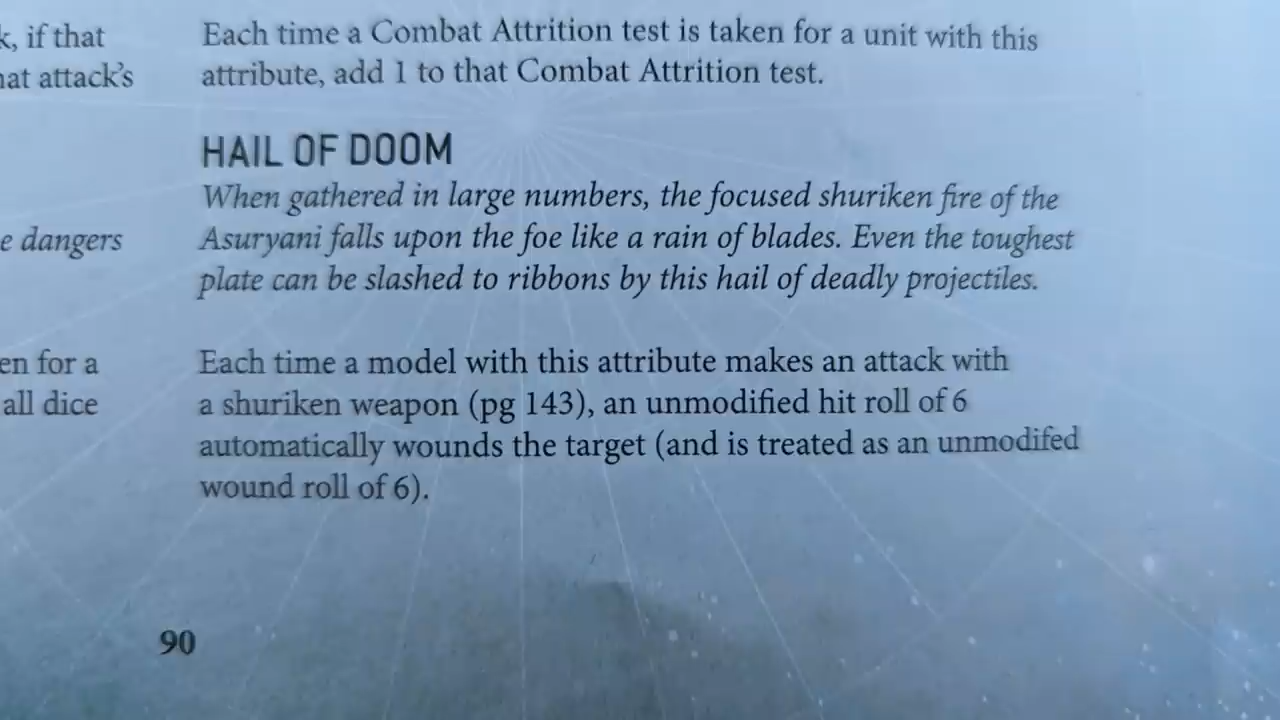 k, if that
hat attack's
e dangers
en for a
all dice
Each time a Combat Attrition test is taken for a unit with this
attribute, add 1 to that Combat Attrition test.
HAIL OF DOOM
When gathered in large numbers, the focused shuriken fire of the
Asuryani falls upon the foe like a rain of blades. Even the toughest
plate can be slashed to ribbons by this hail of deadly projectiles.
Each time a model with this attribute makes an attack with
a shuriken weapon (pg 143), an unmodified hit roll of 6
automatically wounds the target (and is treated as an unmodifed
wound roll of 6).
90